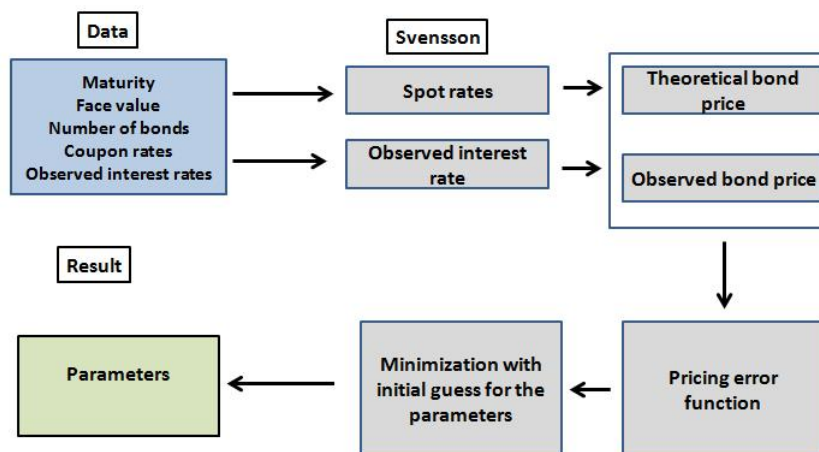 Data
Svensson
Maturity
Face value
Number of bonds
Coupon rates
Observed interest rates
Spot rates
Theoretical bond
price
Observed interest
rate
Observed bond price
Result
Parameters
Minimization with
initial guess for the
parameters
Pricing error
function